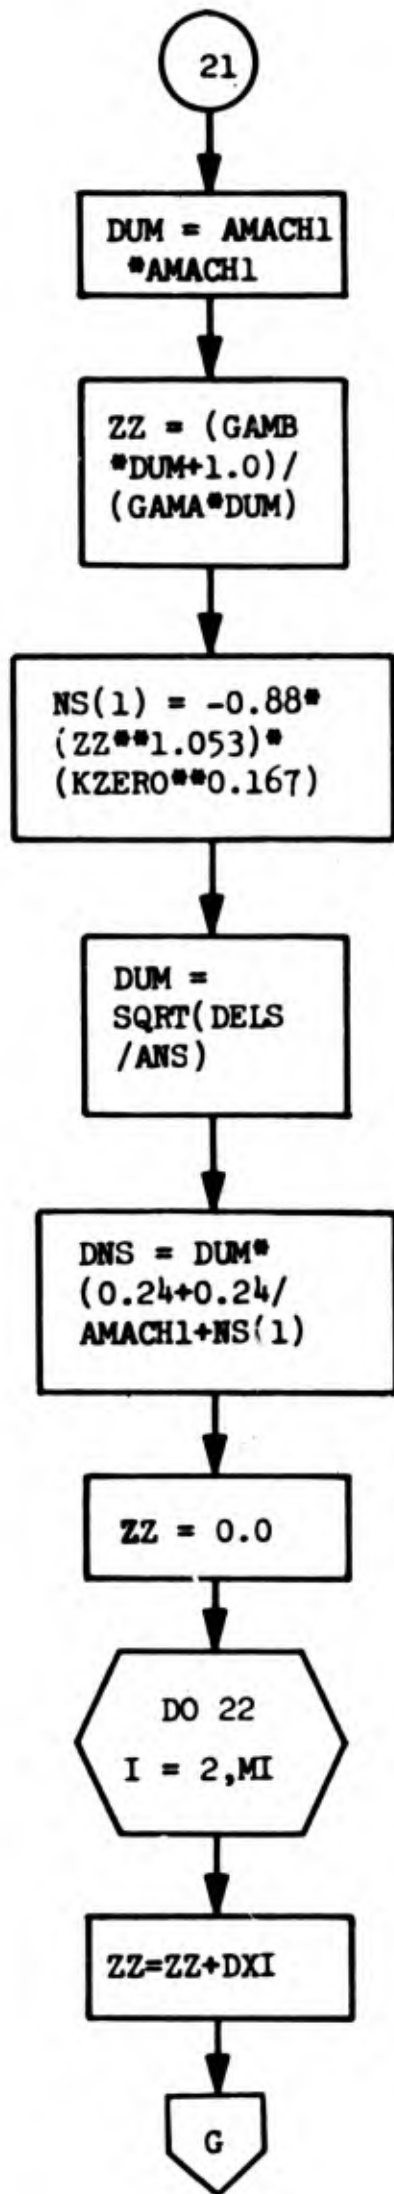 21
DUM = AMACH1
*AMACH1
ZZ = (GAMB
*DUM+1.0)/
(GAMA*DUM)
NS(1) = -0.88*
(ZZ**1.053)*
(KZERO**0.167)
DUM =
SQRT(DELS
/ANS)
DNS = DUM*
(0.24+0.24/
AMACH1+NS(1)
ZZ = 0.0
DO 22
I = 2,MI
ZZ=ZZ+DXI
G